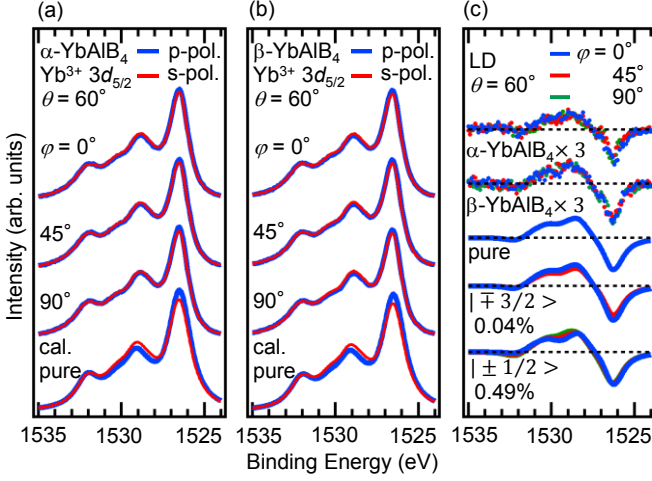 (a)
α-YbAlB₄ p-pol.
Yb³⁺ 3d₅/₂ s-pol.
θ = 60°
φ = 0°
45°
90°
cal.
pure
1535 1530 1525
(b)
β-YbAlB₄ p-pol.
Yb³⁺ 3d₅/₂ s-pol.
θ = 60°
φ = 0°
45°
90°
cal.
pure
1535 1530 1525
(c)
LD φ = 0°
θ = 60° 45°
90°
α-YbAlB₄ × 3
β-YbAlB₄ × 3
pure
| ∓ 3/2 >
0.04%
| ± 1/2 >
0.49%
1535 1530 1525
Intensity (arb. units)
Binding Energy (eV)